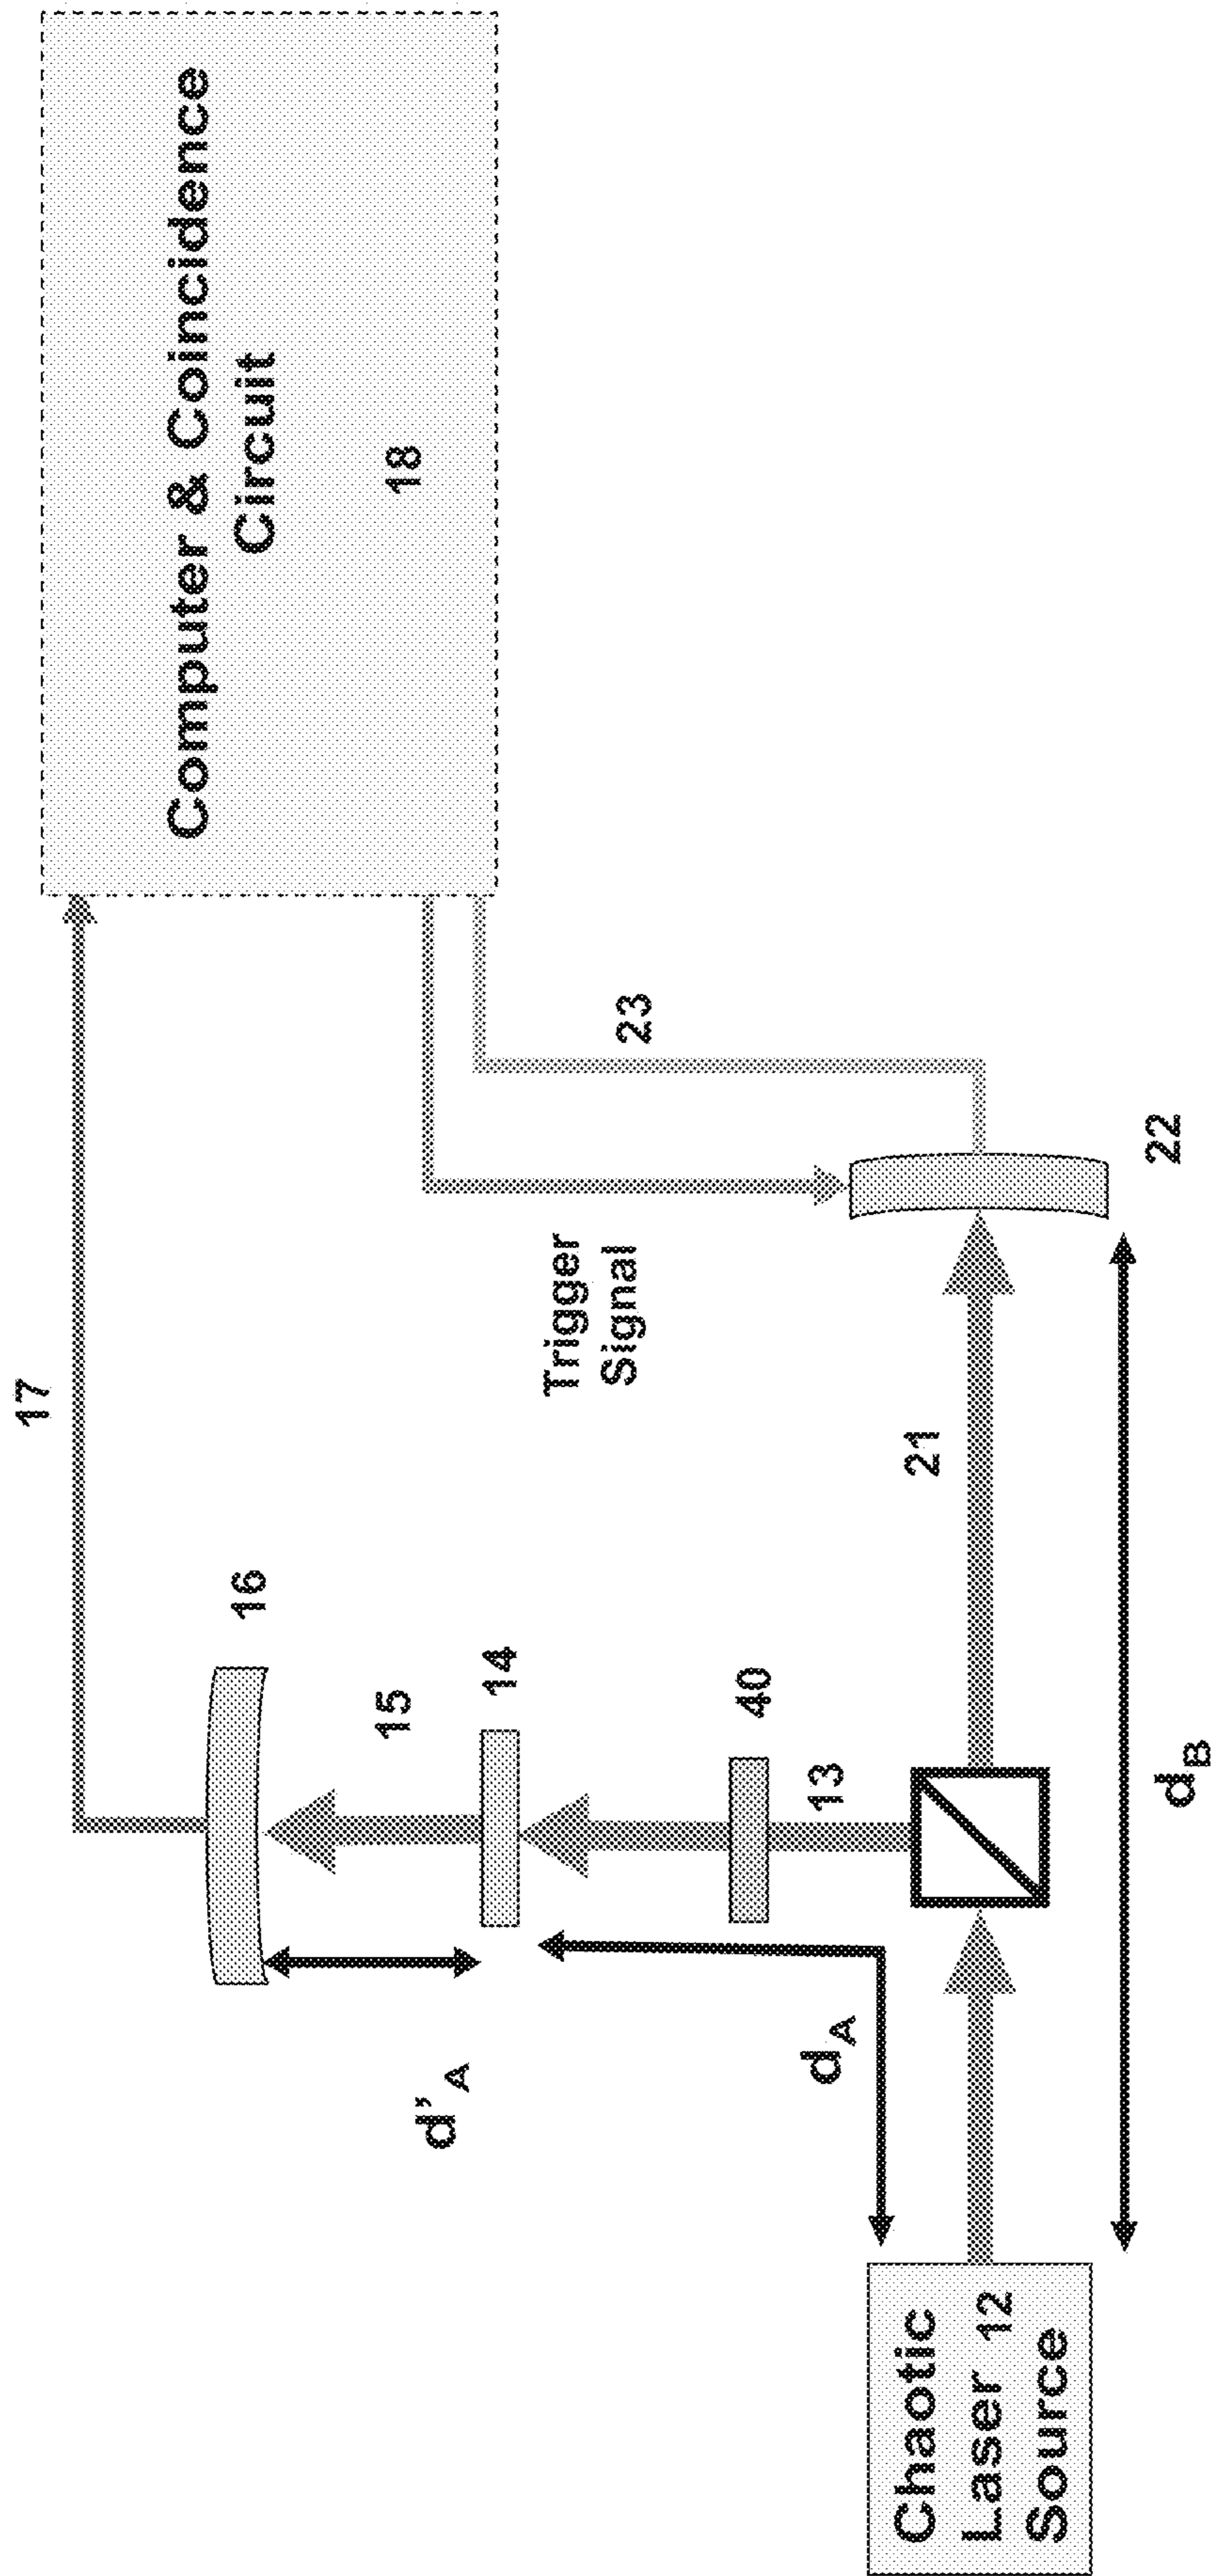 Computer & Coincidence
Circuit
18
17
16
15
14
40
13
Trigger
Signal
23
22
21
d'A
dA
dB
Chaotic
Laser 12
Source